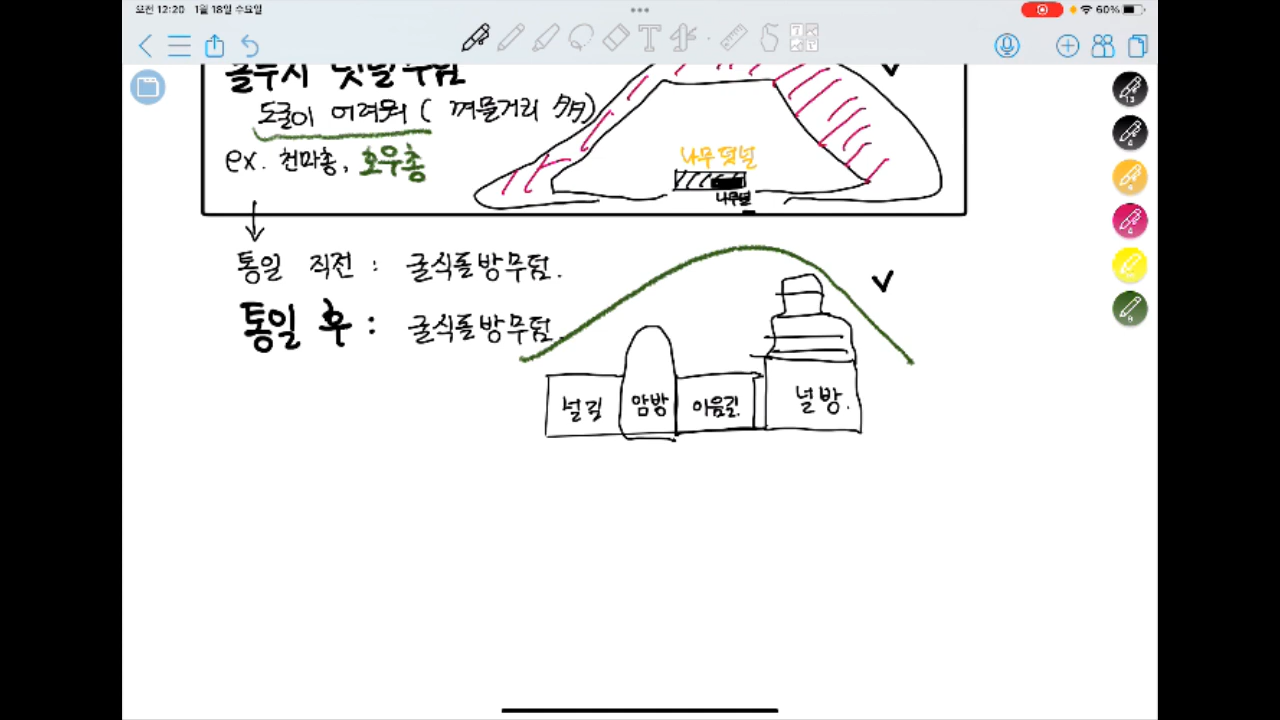 오전 12:20 1월 18일 수요일
60%
돌무지 덧널무덤
도굴이 어려워 ( 껴묻거리 多)
ex. 천마총, 호우총
나무 덧널
나무널
통일 직전 : 굴식돌방무덤.
통일 후 : 굴식돌방무덤.
널길 암방 이음길 널방.